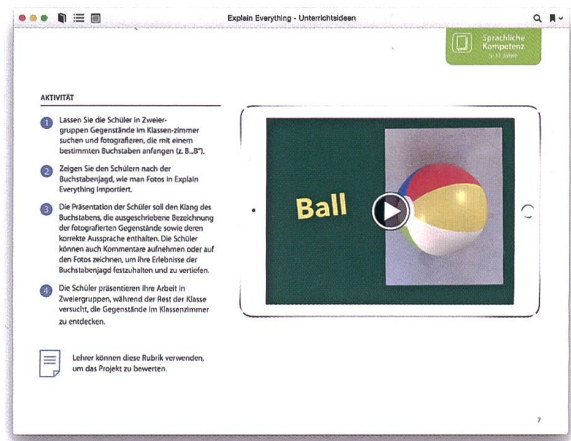 Explain Everything - Unterrichtsideen
Sprachliche
Kompetenz
AKTIVITÄT
1 Lassen Sie die Schüler in Zweier-
gruppen Gegenstände im Klassen-zimmer
suchen und fotografieren, die mit einem
bestimmten Buchstaben anfangen (z. B. „B").
2 Zeigen Sie den Schülern nach der
Buchstabenjagd, wie man Fotos in Explain
Everything importiert.
3 Die Präsentation der Schüler soll den Klang des
Buchstabens, die ausgeschriebene Bezeichnung
der fotografierten Gegenstände sowie deren
korrekte Aussprache enthalten. Die Schüler
können auch Kommentare aufnehmen oder auf
den Fotos zeichnen, um ihre Erlebnisse der
Buchstabenjagd festzuhalten und zu vertiefen.
4 Die Schüler präsentieren ihre Arbeit in
Zweiergruppen, während der Rest der Klasse
versucht, die Gegenstände im Klassenzimmer
zu entdecken.
Lehrer können diese Rubrik verwenden,
um das Projekt zu bewerten.
Ball
7